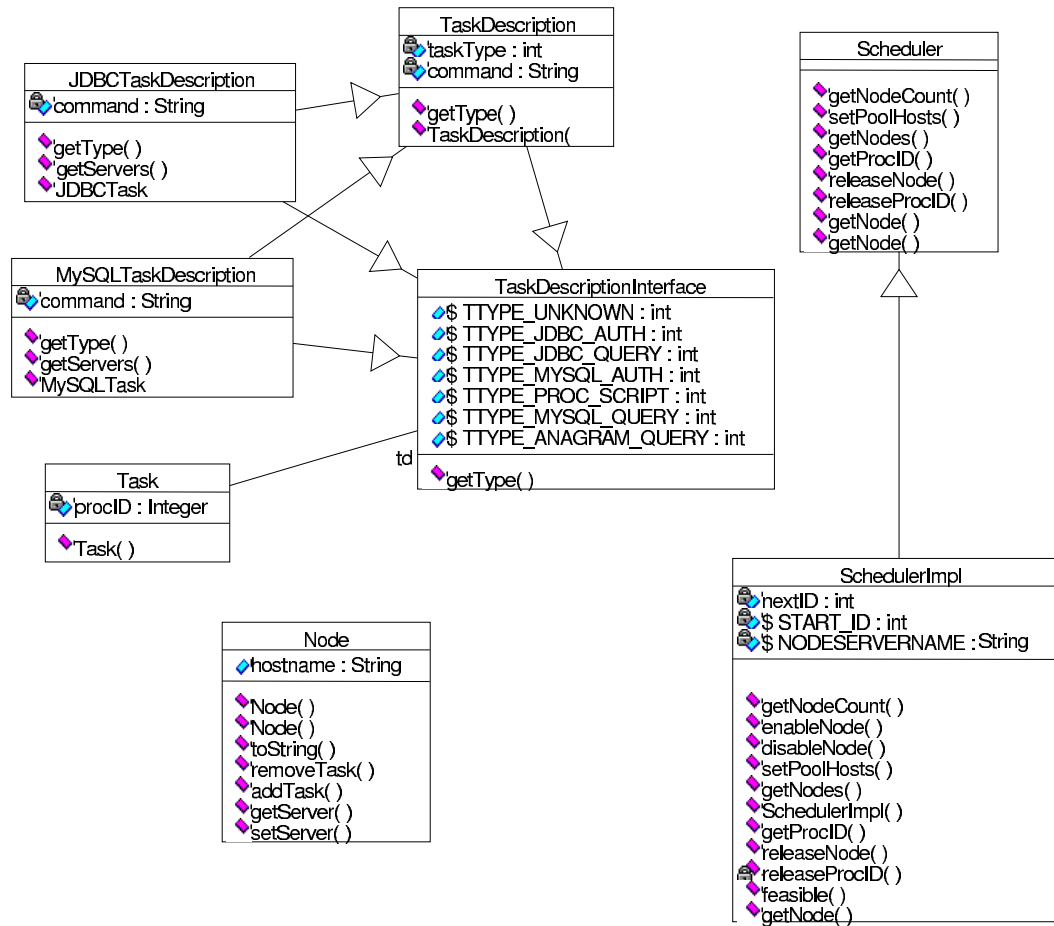 TaskDescription
taskType : int
command : String
getType( )
TaskDescription(
JDBCTaskDescription
command : String
getType( )
getServers( )
JDBCTask
Scheduler
getNodeCount( )
setPoolHosts( )
getNodes( )
getProcID( )
releaseNode( )
releaseProcID( )
getNode( )
getNode( )
MySQLTaskDescription
command : String
getType( )
getServers( )
MySQLTask
TaskDescriptionInterface
$ TTYPE_UNKNOWN : int
$ TTYPE_JDBC_AUTH : int
$ TTYPE_JDBC_QUERY : int
$ TTYPE_MYSQL_AUTH : int
$ TTYPE_PROC_SCRIPT : int
$ TTYPE_MYSQL_QUERY : int
$ TTYPE_ANAGRAM_QUERY : int
getType( )
td
Task
procID : Integer
Task( )
Node
hostname : String
Node( )
Node( )
toString( )
removeTask( )
addTask( )
getServer( )
setServer( )
SchedulerImpl
nextID : int
$ START_ID : int
$ NODESERVERNAME : String
getNodeCount( )
enableNode( )
disableNode( )
setPoolHosts( )
getNodes( )
SchedulerImpl( )
getProcID( )
releaseNode( )
releaseProcID( )
feasible( )
getNode( )